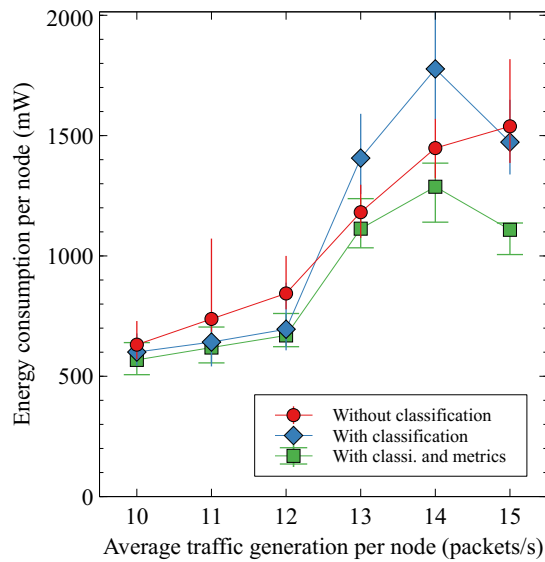 Energy consumption per node (mW)
2000
1500
1000
500
0
Without classification
With classification
With classi. and metrics
10 11 12 13 14 15
Average traffic generation per node (packets/s)